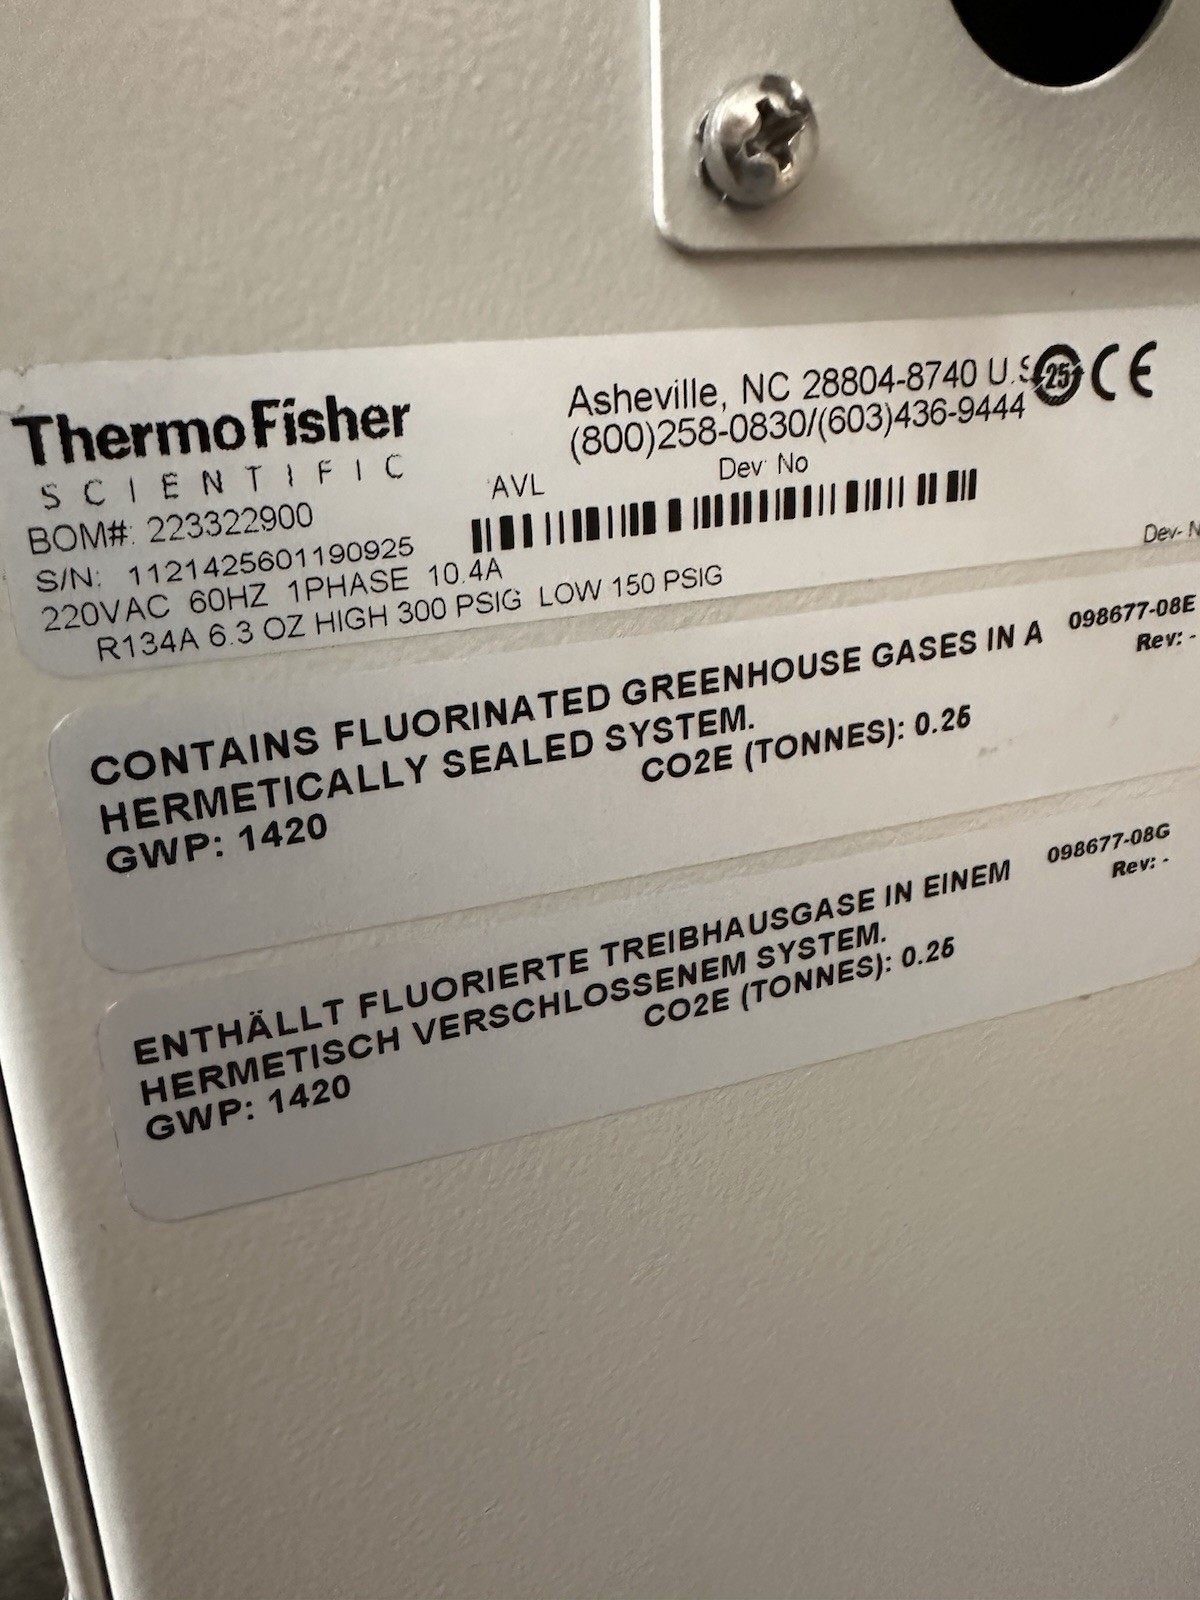 ThermoFisher
SCIENTIFIC
Asheville, NC 28804-8740 U.S
(800)258-0830/(603)436-9444
25 CE
AVL
Dev No
BOM#: 223322900
S/N: 1121425601190925
220VAC 60HZ 1PHASE 10.4A
R134A 6.3 OZ HIGH 300 PSIG LOW 150 PSIG
Dev-
CONTAINS FLUORINATED GREENHOUSE GASES IN A
HERMETICALLY SEALED SYSTEM.
GWP: 1420
CO2E (TONNES): 0.25
098677-08E
Rev: -
ENTHÄLLT FLUORIERTE TREIBHAUSGASE IN EINEM
HERMETISCH VERSCHLOSSENEM SYSTEM.
GWP: 1420
CO2E (TONNES): 0.25
098677-08G
Rev: -